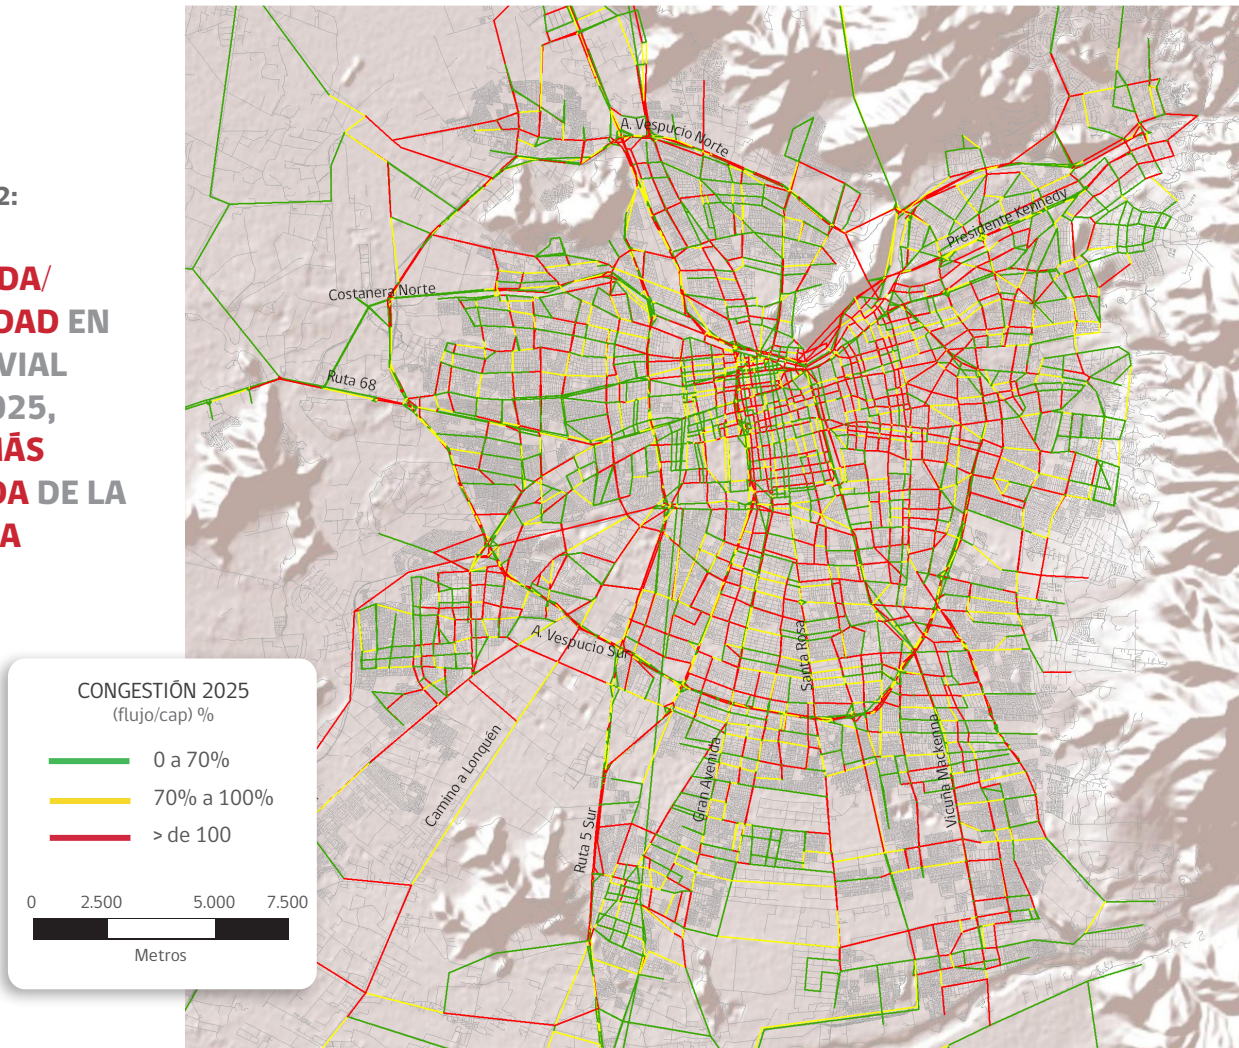 2:
DA/
DAD EN
VIAL
025,
MÁS
DA DE LA
A
A. Vespucio Norte
Presidente Kennedy
Costanera Norte
Ruta 68
A. Vespucio Sur
Santa Rosa
Camino a Lonquén
Gran Avenida
Vicuña Mackenna
Ruta 5 Sur
CONGESTIÓN 2025
(flujo/cap) %
0 a 70%
70% a 100%
> de 100
0 2.500 5.000 7.500
Metros